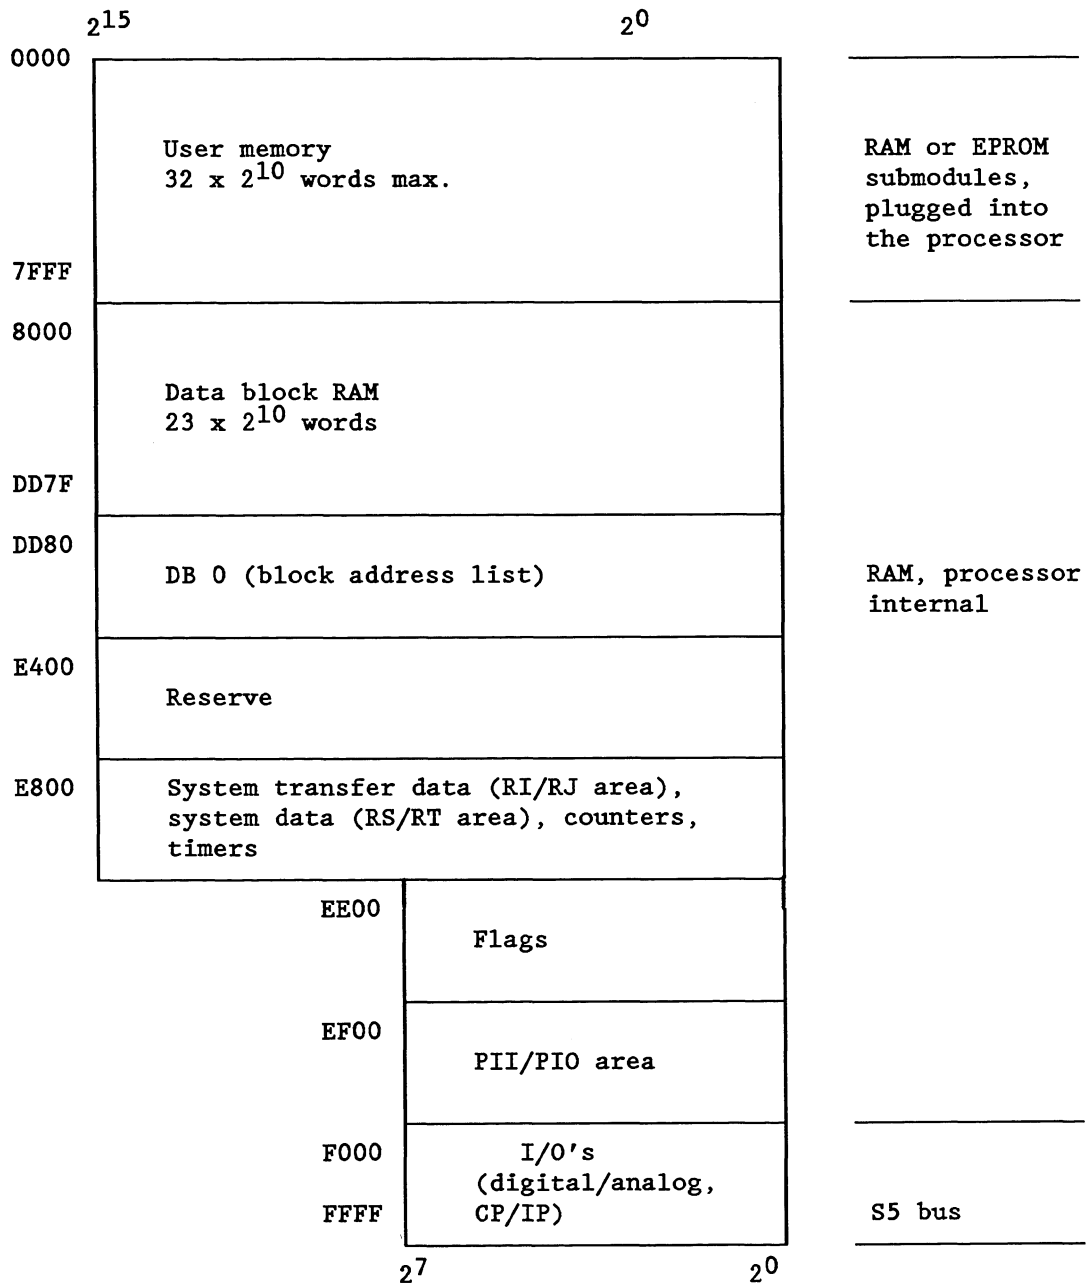 2^15 2^0
0000
User memory
32 x 2^10 words max.
RAM or EPROM
submodules,
plugged into
the processor
7FFF
8000
Data block RAM
23 x 2^10 words
DD7F
DD80
DB 0 (block address list)
RAM, processor
internal
E400
Reserve
E800
System transfer data (RI/RJ area),
system data (RS/RT area), counters,
timers
EE00
Flags
EF00
PII/PIO area
F000
I/O's
(digital/analog,
CP/IP)
FFFF
S5 bus
2^7 2^0